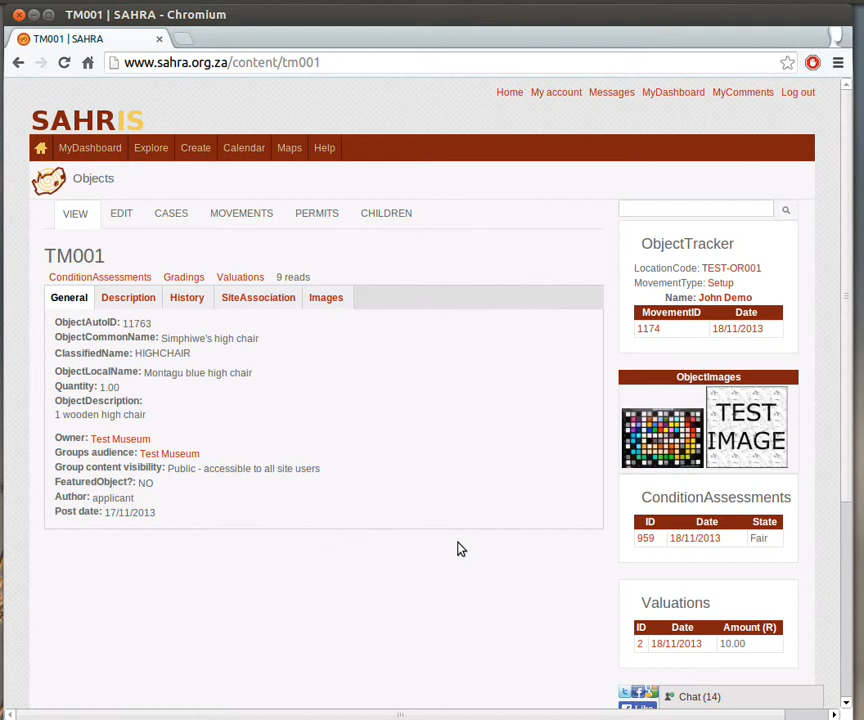 TM001 | SAHRA - Chromium
TM001 | SAHRA
www.sahra.org.za/content/tm001
Home My account Messages MyDashboard MyComments Log out
SAHRIS
MyDashboard Explore Create Calendar Maps Help
Objects
VIEW EDIT CASES MOVEMENTS PERMITS CHILDREN
TM001
ConditionAssessments Gradings Valuations 9 reads
General Description History SiteAssociation Images
ObjectAutoID: 11763
ObjectCommonName: Simphiwe's high chair
ClassifiedName: HIGHCHAIR
ObjectLocalName: Montagu blue high chair
Quantity: 1.00
ObjectDescription:
1 wooden high chair
Owner: Test Museum
Groups audience: Test Museum
Group content visibility: Public - accessible to all site users
FeaturedObject?: NO
Author: applicant
Post date: 17/11/2013
ObjectTracker
LocationCode: TEST-OR001
MovementType: Setup
Name: John Demo
MovementID Date
1174 18/11/2013
ObjectImages
TEST
IMAGE
ConditionAssessments
ID Date State
959 18/11/2013 Fair
Valuations
ID Date Amount (R)
2 18/11/2013 10.00
Like
Chat (14)